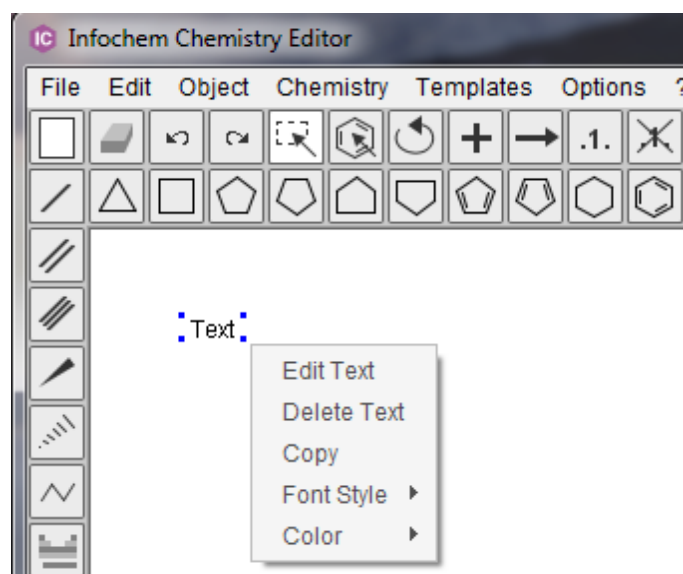 IC Infochem Chemistry Editor
File Edit Object Chemistry Templates Options ?
.1.
Text
Edit Text
Delete Text
Copy
Font Style
Color